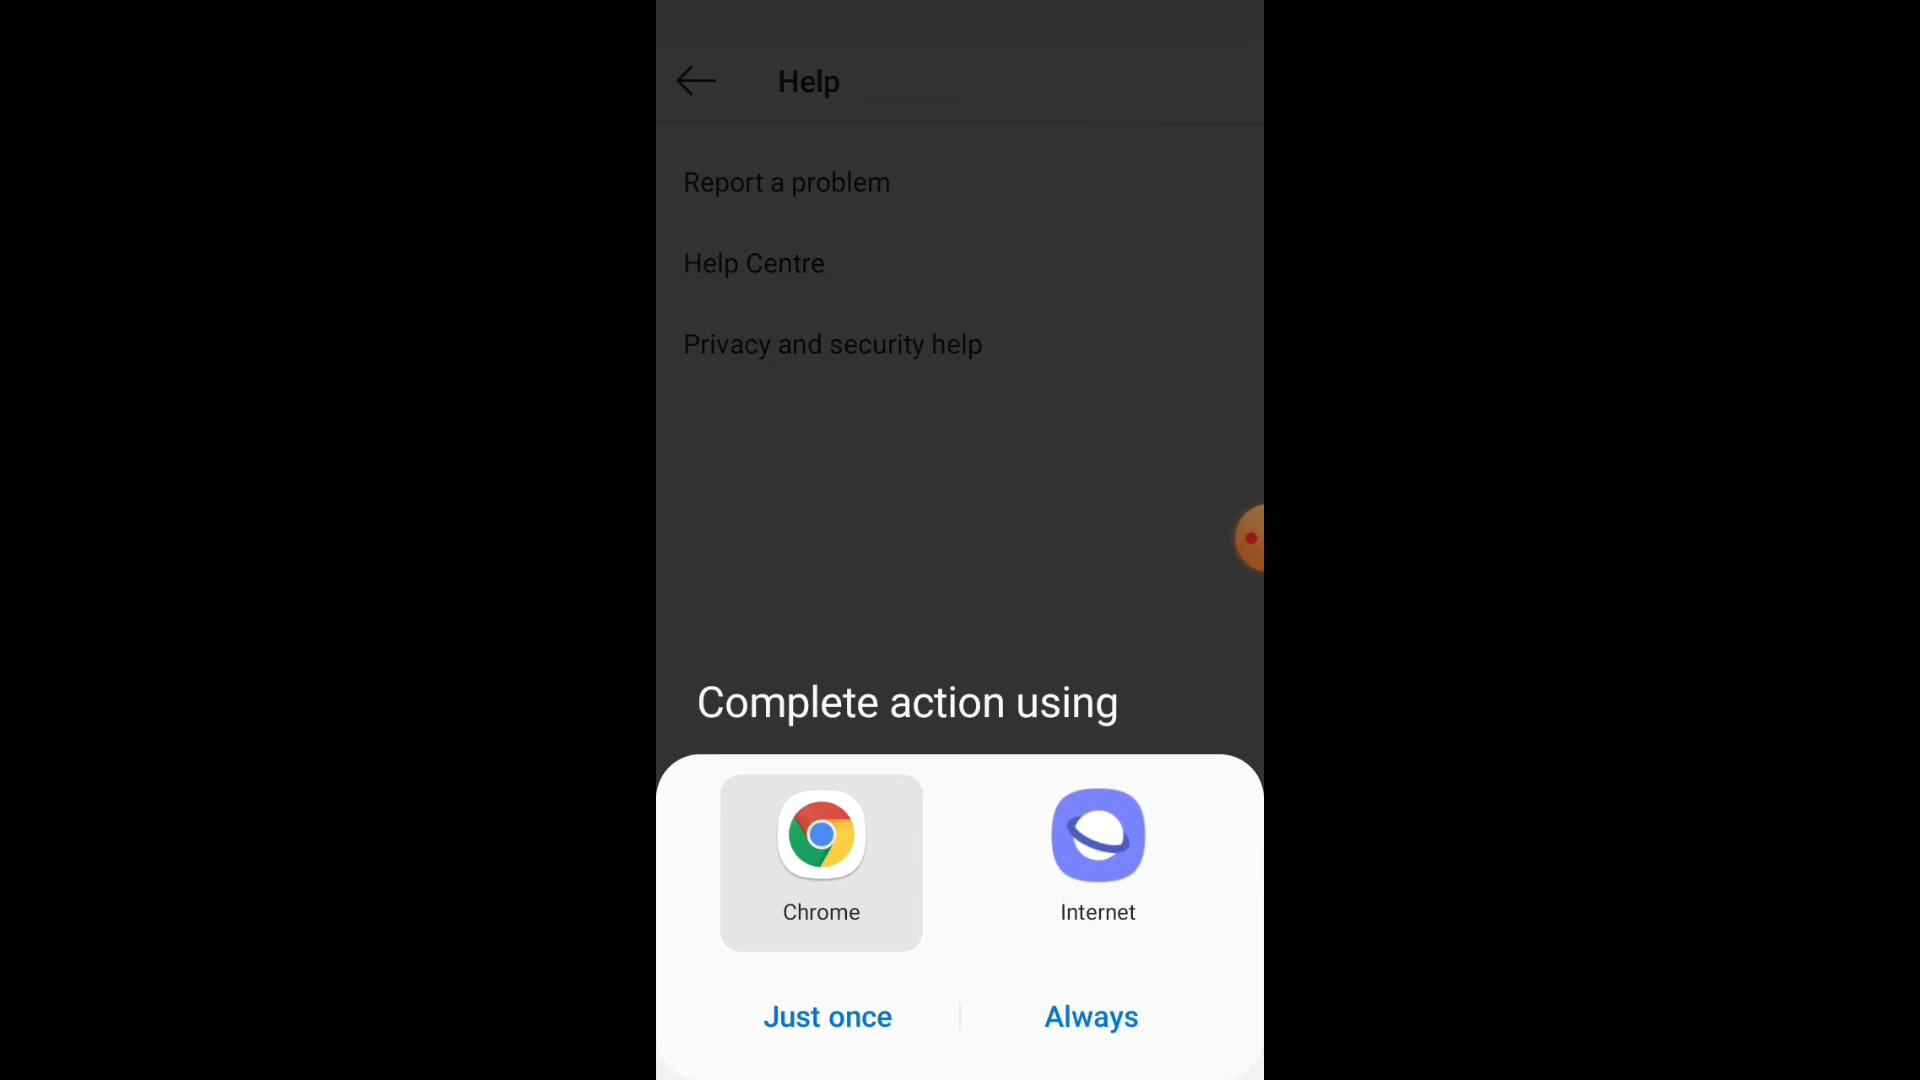 Help
Report a problem
Help Centre
Privacy and security help
Complete action using
Chrome
Internet
Just once
Always